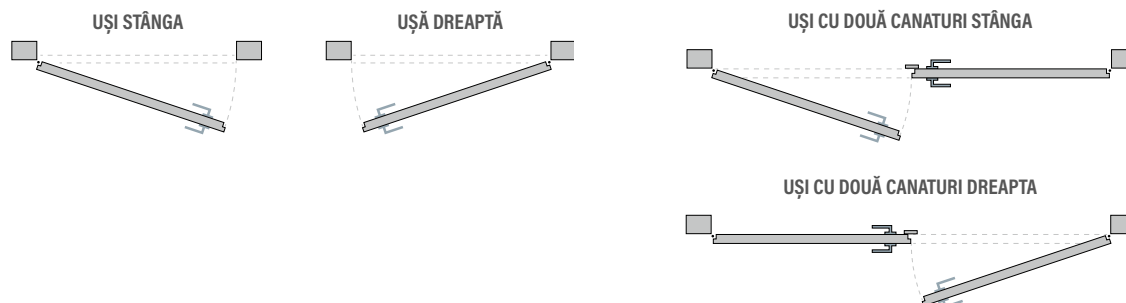 UȘI STÂNGA
UȘĂ DREAPTĂ
UȘI CU DOUĂ CANATURI STÂNGA
UȘI CU DOUĂ CANATURI DREAPTA